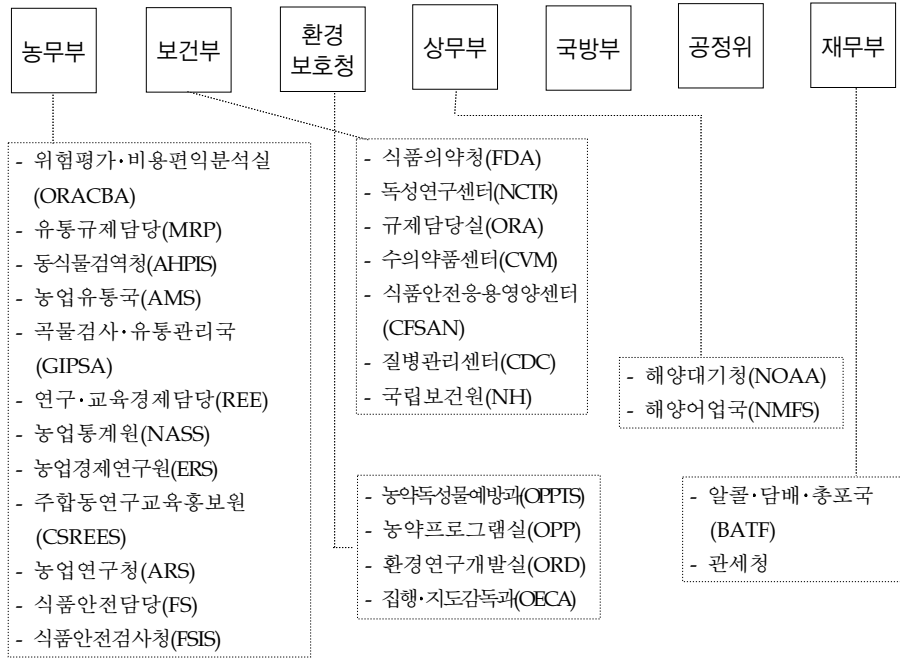 농무부
보건부
환경
보호청
상무부
국방부
공정위
재무부
- 위험평가·비용편익분석실
(ORACBA)
- 유통규제담당(MRP)
- 동식물검역청(AHPIS)
- 농업유통국(AMS)
- 곡물검사·유통관리국
(GIPSA)
- 연구·교육경제담당(REE)
- 농업통계원(NASS)
- 농업경제연구원(ERS)
- 주합동연구교육홍보원
(CSREES)
- 농업연구청(ARS)
- 식품안전담당(FS)
- 식품안전검사청(FSIS)
- 식품의약청(FDA)
- 독성연구센터(NCTR)
- 규제담당실(ORA)
- 수의약품센터(CVM)
- 식품안전응용영양센터
(CFSAN)
- 질병관리센터(CDC)
- 국립보건원(NH)
- 농약독성물예방과(OPPTS)
- 농약프로그램실(OPP)
- 환경연구개발실(ORD)
- 집행·지도감독과(OECA)
- 해양대기청(NOAA)
- 해양어업국(NMFS)
- 알콜·담배·총포국
(BATF)
- 관세청